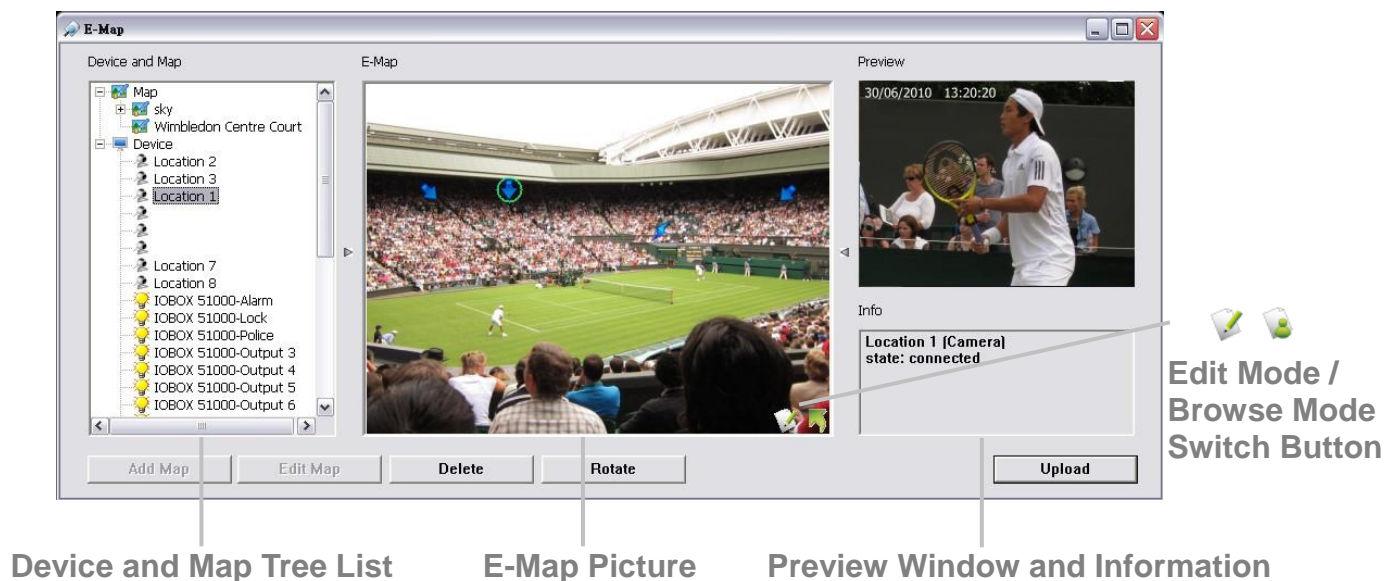 E-Map
Device and Map
Map
sky
Wimbledon Centre Court
Device
Location 2
Location 3
Location 1
Location 7
Location 8
IOBOX 51000-Alarm
IOBOX 51000-Lock
IOBOX 51000-Police
IOBOX 51000-Output 3
IOBOX 51000-Output 4
IOBOX 51000-Output 5
IOBOX 51000-Output 6
E-Map
Preview
30/06/2010 13:20:20
Info
Location 1 (Camera)
state: connected
Add Map
Edit Map
Delete
Rotate
Upload
Edit Mode /
Browse Mode
Switch Button
Device and Map Tree List
E-Map Picture
Preview Window and Information